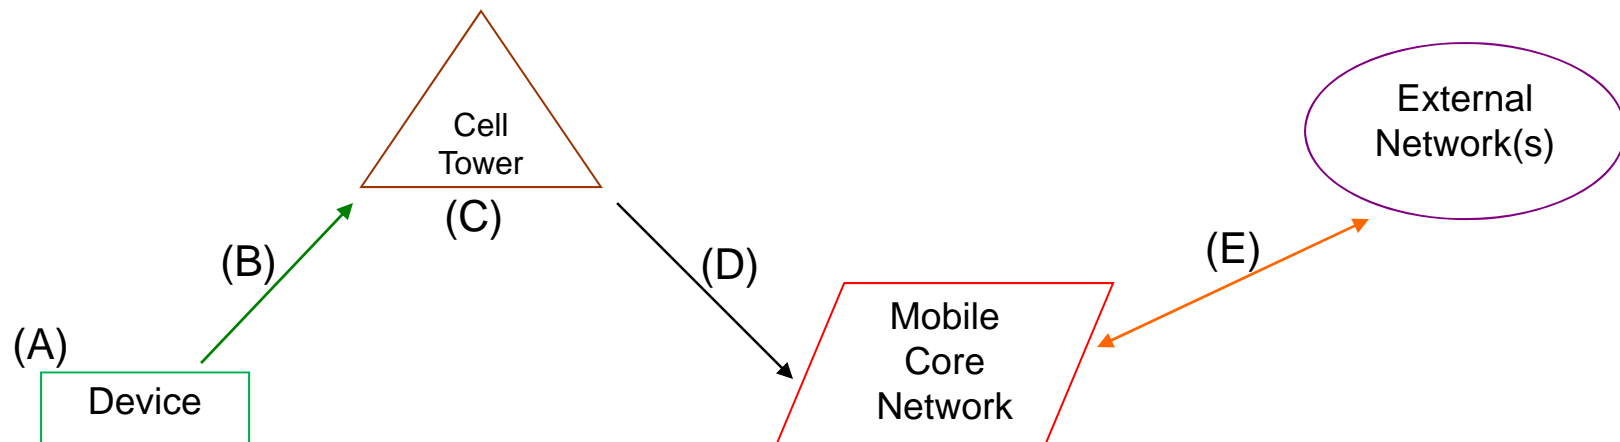 Cell
Tower
(C)
(B)
(A)
Device
(D)
Mobile
Core
Network
(E)
External
Network(s)